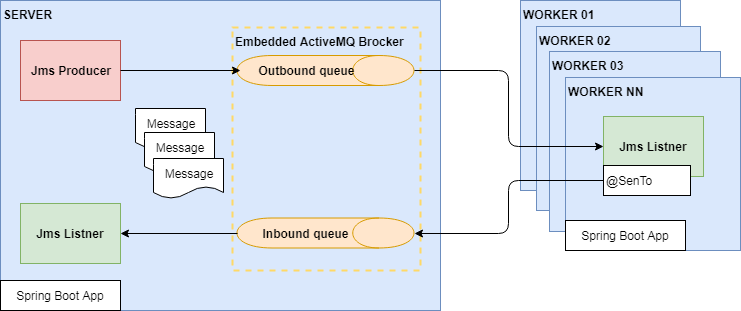 SERVER
WORKER 01
WORKER 02
WORKER 03
WORKER NN
Embedded ActiveMQ Brocker
Jms Producer
Outbound queue
Message
Message
Message
Jms Listner
@SenTo
Jms Listner
Inbound queue
Spring Boot App
Spring Boot App